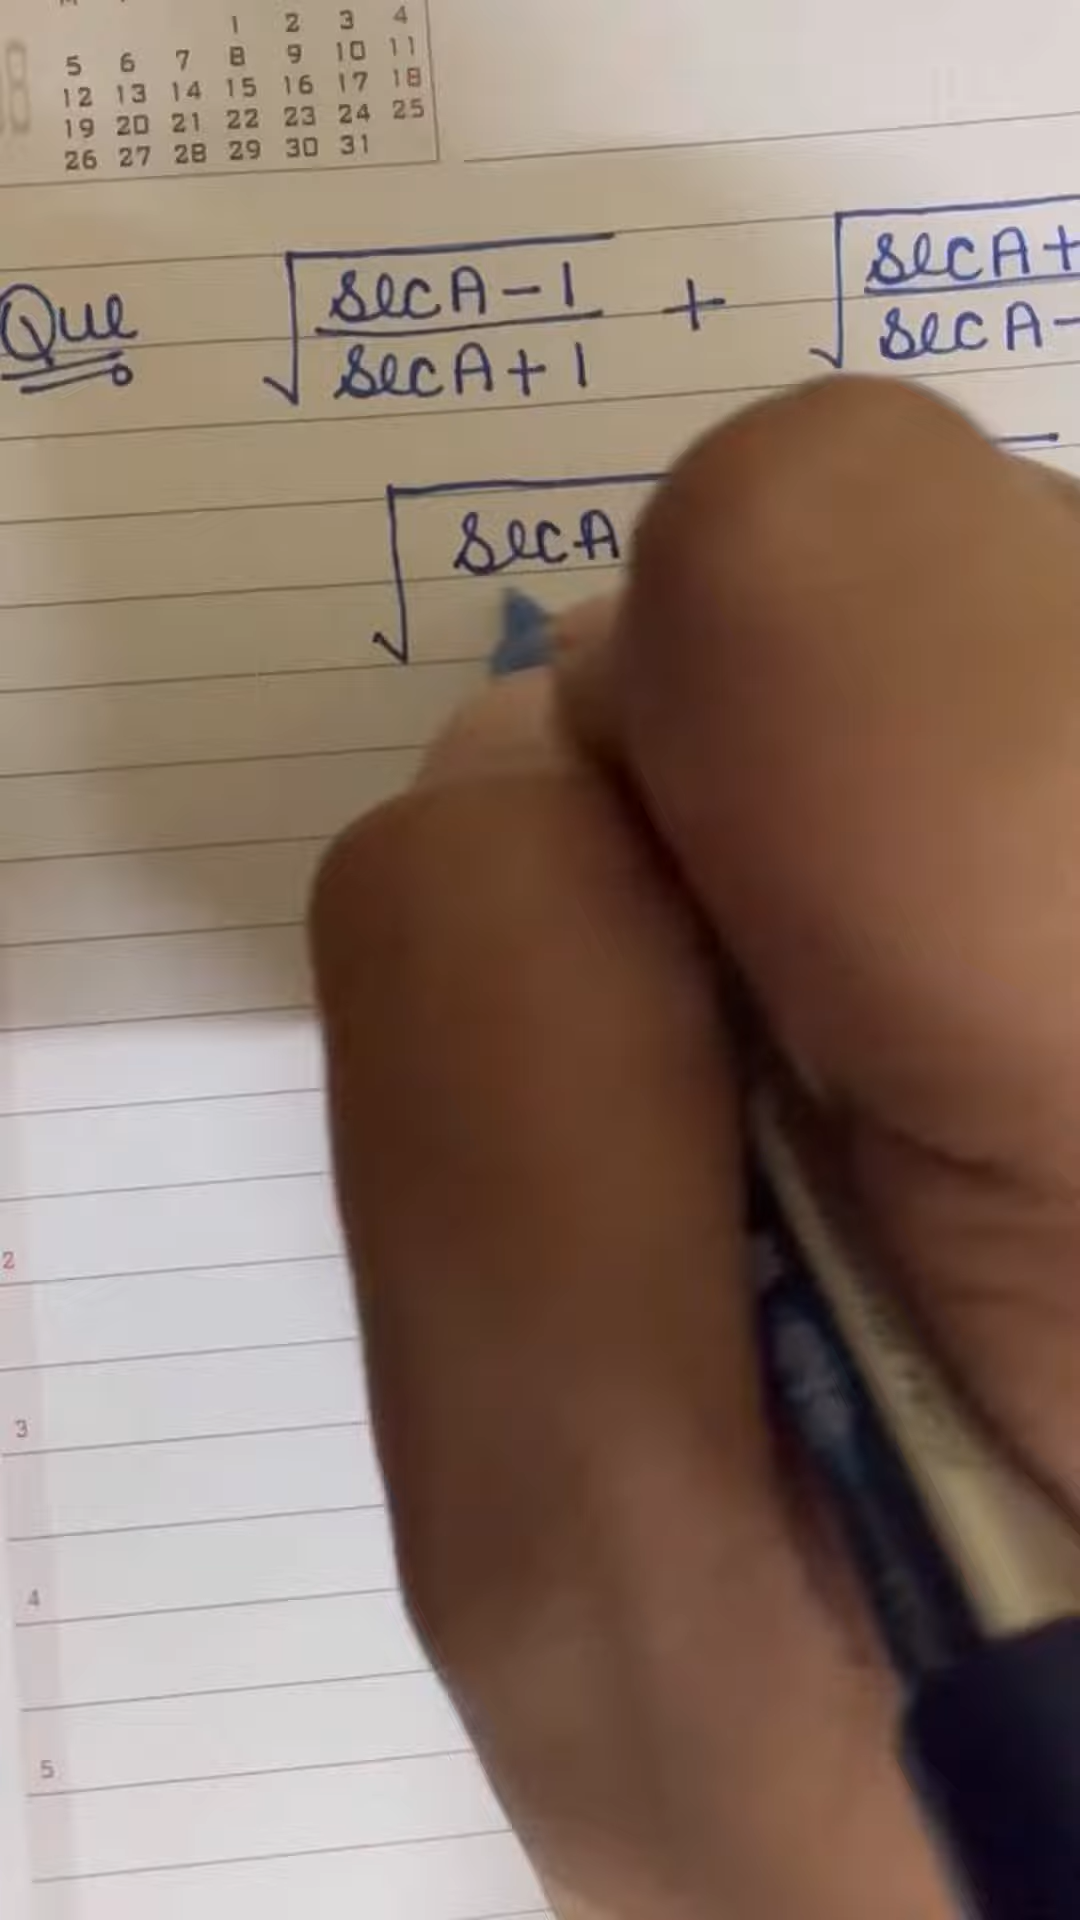 1 2 3 4
5 6 7 8 9 10 11
12 13 14 15 16 17 18
19 20 21 22 23 24 25
26 27 28 29 30 31
Que √(secA-1/secA+1) + √(secA+/secA-
√secA
2
3
4
5